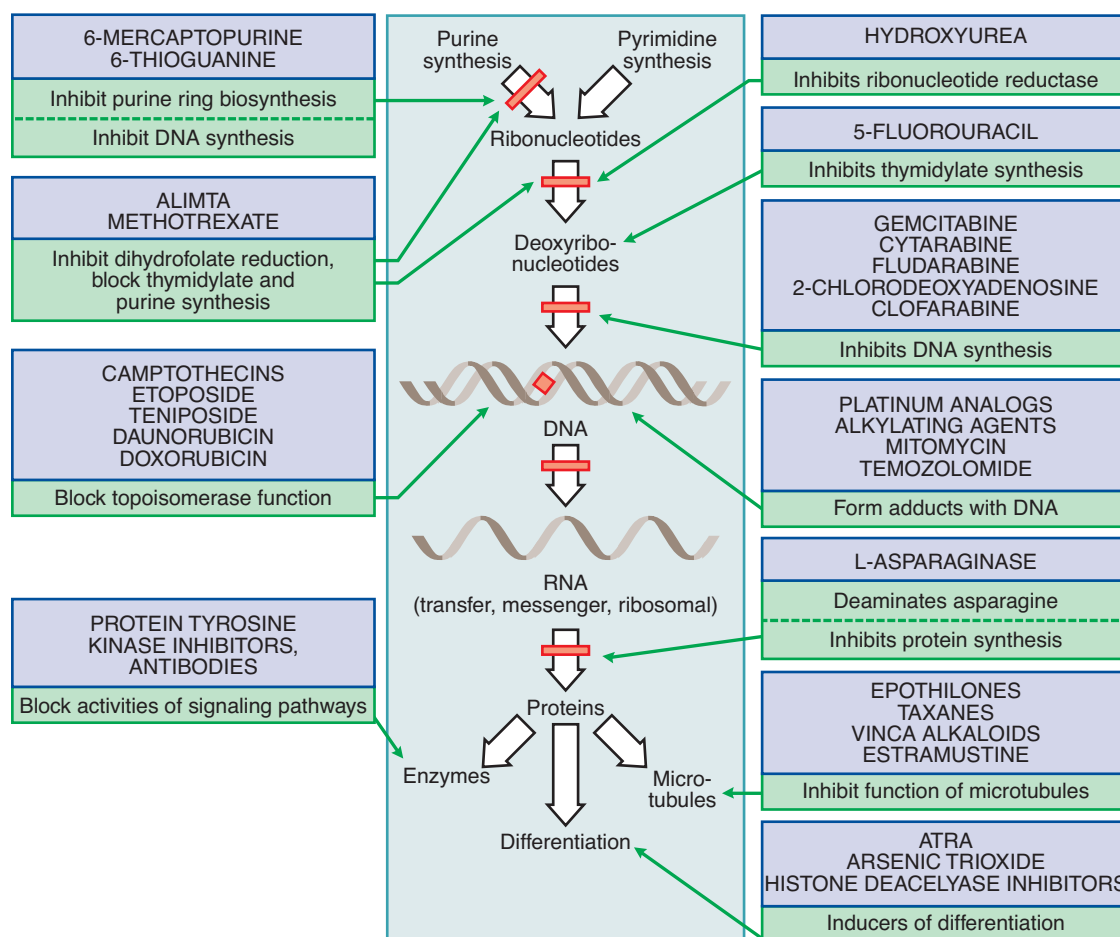 6-MERCAPTOPURINE
6-THIOGUANINE
Inhibit purine ring biosynthesis
Inhibit DNA synthesis
ALIMTA
METHOTREXATE
Inhibit dihydrofolate reduction,
block thymidylate and
purine synthesis
CAMPTOTHECINS
ETOPOSIDE
TENIPOSIDE
DAUNORUBICIN
DOXORUBICIN
Block topoisomerase function
PROTEIN TYROSINE
KINASE INHIBITORS,
ANTIBODIES
Block activities of signaling pathways
Purine
synthesis
Pyrimidine
synthesis
Ribonucleotides
Deoxyribo-
nucleotides
DNA
RNA
(transfer, messenger, ribosomal)
Proteins
Enzymes
Micro-
tubules
Differentiation
HYDROXYUREA
Inhibits ribonucleotide reductase
5-FLUOROURACIL
Inhibits thymidylate synthesis
GEMCITABINE
CYTARABINE
FLUDARABINE
2-CHLORODEOXYADENOSINE
CLOFARABINE
Inhibits DNA synthesis
PLATINUM ANALOGS
ALKYLATING AGENTS
MITOMYCIN
TEMOZOLOMIDE
Form adducts with DNA
L-ASPARAGINASE
Deaminates asparagine
Inhibits protein synthesis
EPOTHILONES
TAXANES
VINCA ALKALOIDS
ESTRAMUSTINE
Inhibit function of microtubules
ATRA
ARSENIC TRIOXIDE
HISTONE DEACELYASE INHIBITORS
Inducers of differentiation